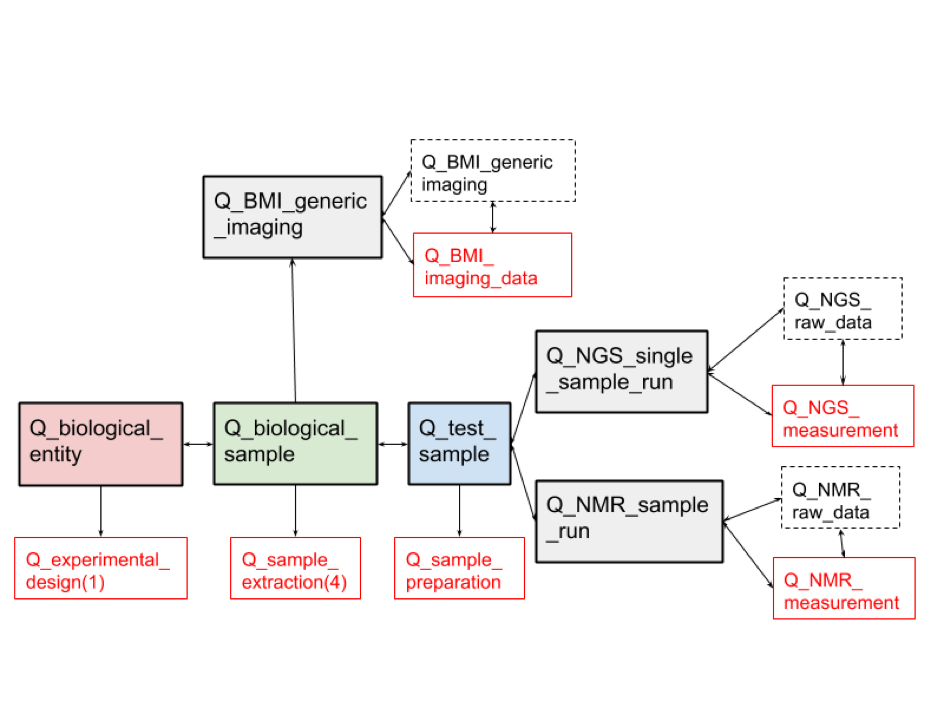 Q_BMI_generic
imaging
Q_BMI_generic
_imaging
Q_BMI_
imaging_data
Q_NGS_
raw_data
Q_NGS_single
_sample_run
Q_NGS_
measurement
Q_biological_
entity
Q_biological_
sample
Q_test_
sample
Q_NMR_sample
_run
Q_NMR_
raw_data
Q_experimental_
design(1)
Q_sample_
extraction(4)
Q_sample_
preparation
Q_NMR_
measurement